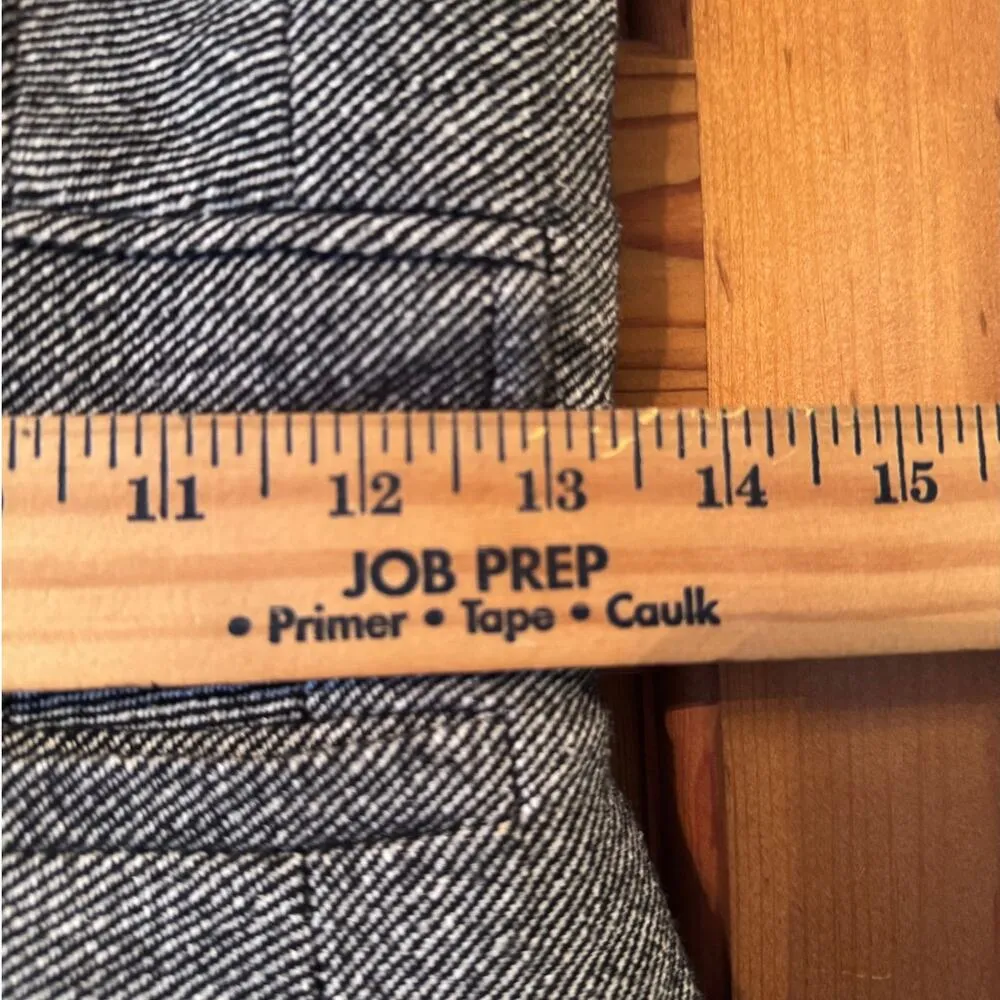 11 12 13 14 15
JOB PREP
• Primer • Tape • Caulk